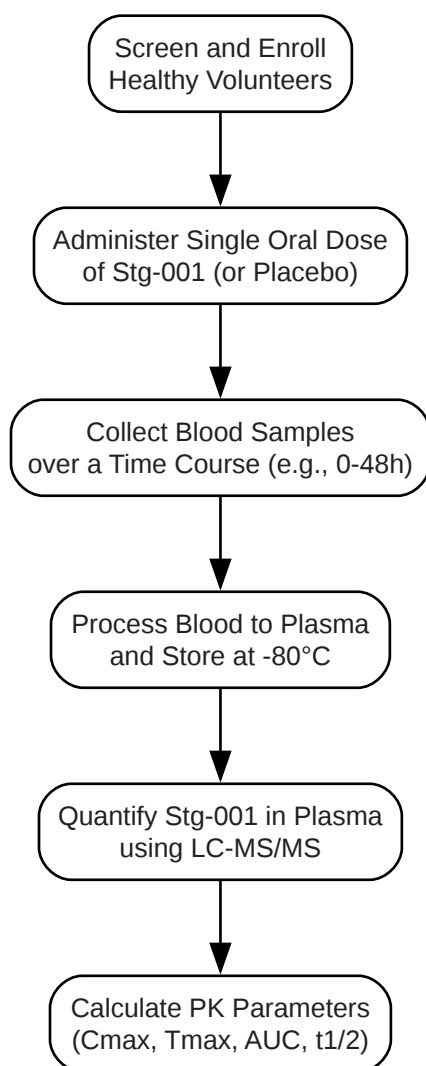 Screen and Enroll
Healthy Volunteers
Administer Single Oral Dose
of Stg-001 (or Placebo)
Collect Blood Samples
over a Time Course (e.g., 0-48h)
Process Blood to Plasma
and Store at -80°C
Quantify Stg-001 in Plasma
using LC-MS/MS
Calculate PK Parameters
(Cmax, Tmax, AUC, t1/2)